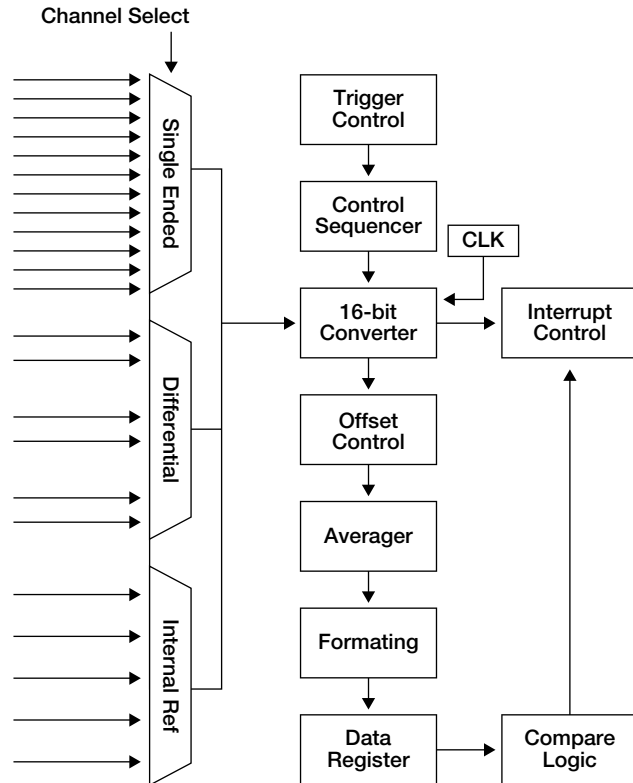 Channel Select
Single Ended
Differential
Internal Ref
Trigger
Control
Control
Sequencer
CLK
16-bit
Converter
Interrupt
Control
Offset
Control
Averager
Formating
Data
Register
Compare
Logic